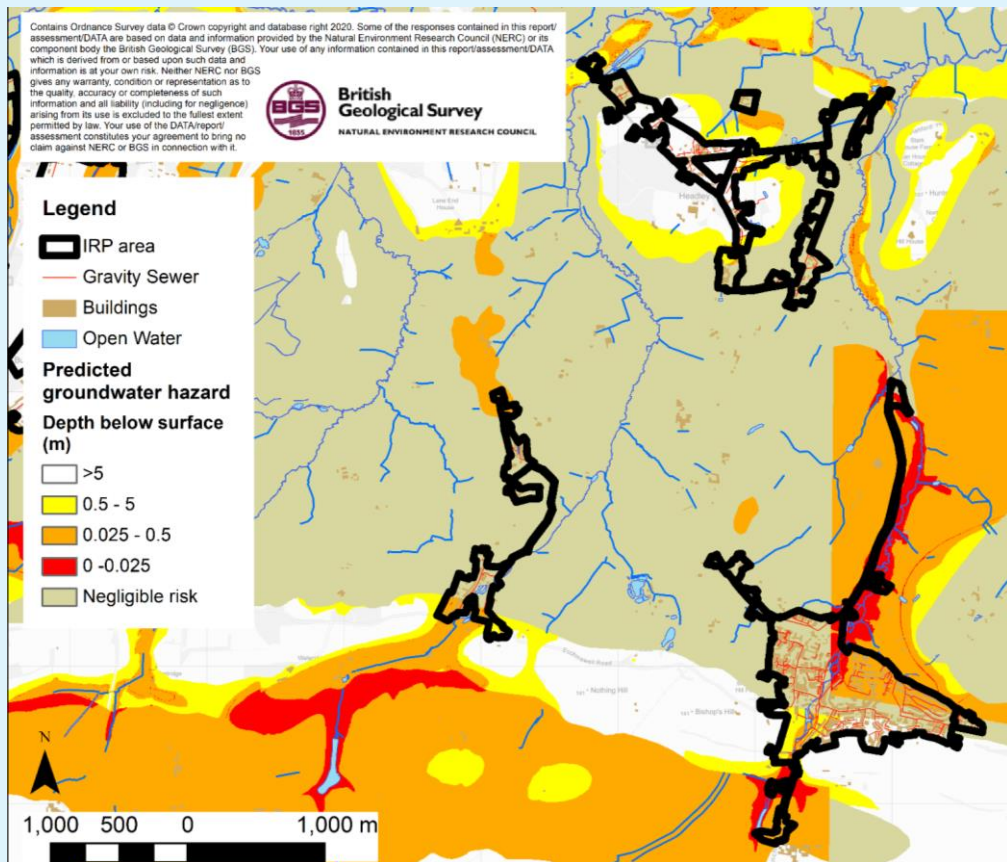 Contains Ordnance Survey data © Crown copyright and database right 2020. Some of the responses contained in this report/
assessment/DATA are based on data and information provided by the Natural Environment Research Council (NERC) or its
component body the British Geological Survey (BGS). Your use of any information contained in this report/assessment/DATA
which is derived from or based upon such data and
information is at your own risk. Neither NERC nor BGS
gives any warranty, condition or representation as to
the quality, accuracy or completeness of such
information and all liability (including for negligence)
arising from its use is excluded to the fullest extent
permitted by law. Your use of the DATA/report/
assessment constitutes your agreement to bring no
claim against NERC or BGS in connection with it.
BGS
1835
British
Geological Survey
NATURAL ENVIRONMENT RESEARCH COUNCIL
Legend
IRP area
Gravity Sewer
Buildings
Open Water
Predicted
groundwater hazard
Depth below surface
(m)
>5
0.5 - 5
0.025 - 0.5
0 -0.025
Negligible risk
Lane End
House
Headley
Hill House
Nothing Hill
Bishop's Hill
N
1,000 500 0 1,000 m